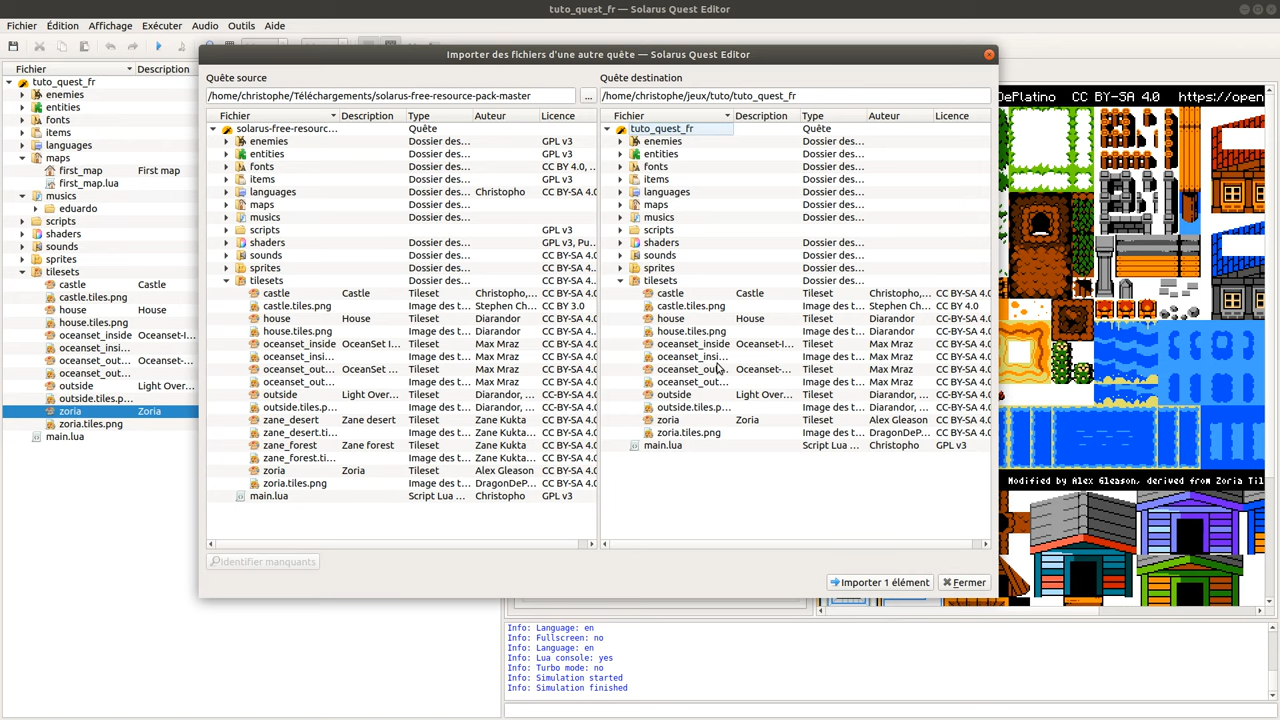 tuto_quest_fr — Solarus Quest Editor
Fichier Édition Affichage Exécuter Audio Outils Aide
Fichier Description
tuto_quest_fr
enemies
entities
fonts
items
languages
maps
first_map First map
first_map.lua
musics
eduardo
scripts
shaders
sounds
sprites
tilesets
castle Castle
castle.tiles.png
house House
house.tiles.png
oceanset_inside Oceanset-I...
oceanset_insi...
oceanset_out... Oceanset-...
oceanset_out...
outside Light Over...
outside.tiles.p...
zoria Zoria
zoria.tiles.png
main.lua
Importer des fichiers d'une autre quête — Solarus Quest Editor
Quête source
/home/christophe/Téléchargements/solarus-free-resource-pack-master ...
Fichier Description Type Auteur Licence
solarus-free-resourc... Quête
enemies Dossier des... GPL v3
entities Dossier des... GPL v3
fonts Dossier des... CC BY 4.0,
items Dossier des... GPL v3
languages Dossier des... Christopho CC BY-SA 4.0
maps Dossier des...
musics Dossier des...
scripts GPL v3
shaders Dossier des... GPL v3, Pu...
sounds Dossier des... CC BY-SA 4.0
sprites Dossier des... CC BY-SA 4...
tilesets Dossier des... CC BY-SA 4.0
castle Castle Tileset Christopho,... CC BY-SA 4.0
castle.tiles.png Image des t... Stephen Ch... CC BY 3.0
house House Tileset Diarandor CC BY-SA 4.0
house.tiles.png Image des t... Diarandor CC BY-SA 4...
oceanset_inside OceanSet I... Tileset Max Mraz CC BY-SA 4.0
oceanset_insi... Image des t... Max Mraz CC BY-SA 4.0
oceanset_out... OceanSet ... Tileset Max Mraz CC BY-SA 4.0
oceanset_out... Image des t... Max Mraz CC BY-SA 4.0
outside Light Over... Tileset Diarandor, ... CC BY-SA 4.0
outside.tiles.p... Image des t... Diarandor, ... CC BY-SA 4.0
zane_desert Zane desert Tileset Zane Kukta CC BY-SA 4.0
zane_desert.ti... Image des t... Zane Kukta... CC BY-SA 4.0
zane_forest Zane forest Tileset Zane Kukta CC BY-SA 4.0
zane_forest.ti... Image des t... Zane Kukta... CC BY-SA 4.0
zoria Zoria Tileset Alex Gleason CC BY-SA 4.0
zoria.tiles.png Image des t... DragonDeP... CC BY-SA 4.0
main.lua Script Lua ... Christopho GPL v3
Identifier manquants
Quête destination
/home/christophe/jeux/tuto/tuto_quest_fr
Fichier Description Type Auteur Licence
tuto_quest_fr Quête
enemies Dossier des...
entities Dossier des...
fonts Dossier des...
items Dossier des...
languages Dossier des...
maps Dossier des...
musics Dossier des...
scripts
shaders Dossier des...
sounds Dossier des...
sprites Dossier des...
tilesets Dossier des...
castle Castle Tileset Christopho,... CC BY-SA 4.0
castle.tiles.png Image des t... Stephen Ch... CC BY 4.0
house House Tileset Diarandor CC BY-SA 4.0
house.tiles.png Image des t... Diarandor CC BY-SA 4.0
oceanset_inside Oceanset-I... Tileset Max Mraz CC BY-SA 4.0
oceanset_insi... Image des t... Max Mraz CC BY-SA 4.0
oceanset_out... Oceanset-... Tileset Max Mraz CC BY-SA 4.0
oceanset_out... Image des t... Max Mraz CC BY-SA 4.0
outside Light Over... Tileset Diarandor, ... CC BY-SA 4.0
outside.tiles.p... Image des t... Diarandor, ... CC BY-SA 4.0
zoria Zoria Tileset Alex Gleason CC BY-SA 4.0
zoria.tiles.png Image des t... DragonDeP... CC BY-SA 4.0
main.lua Script Lua ... Christopho GPL v3
Importer 1 élément Fermer
DePlatino CC BY-SA 4.0 https://open
Modified by Alex Gleason, derived from Zoria Til
Info: Language: en
Info: Fullscreen: no
Info: Language: en
Info: Lua console: yes
Info: Turbo mode: no
Info: Simulation started
Info: Simulation finished